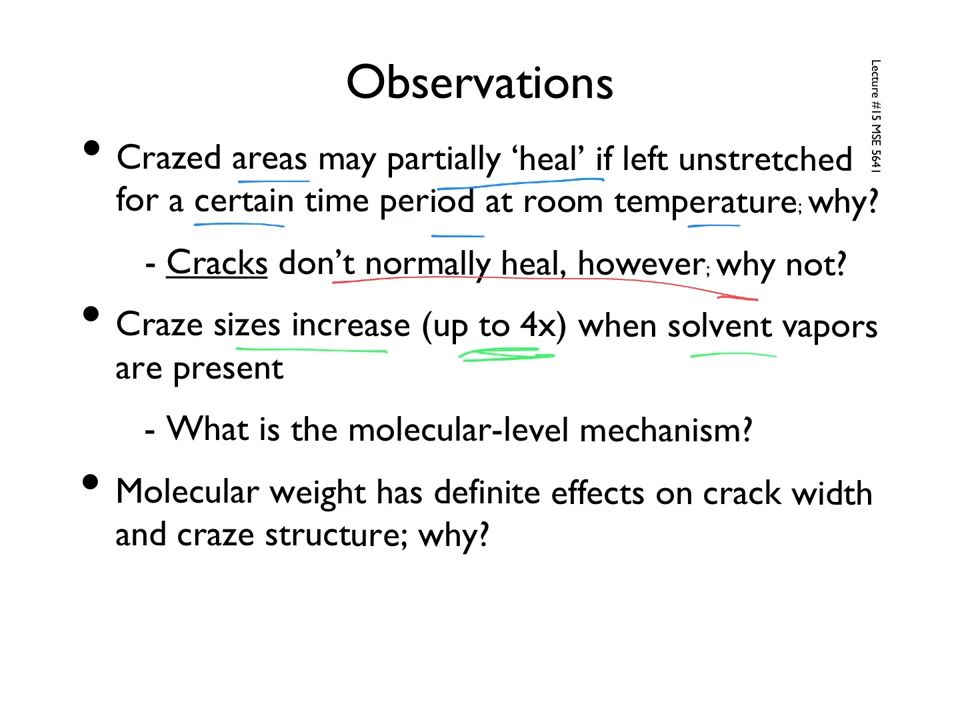 Observations
Lecture #15 MSE 5641
• Crazed areas may partially ‘heal’ if left unstretched
for a certain time period at room temperature; why?
- Cracks don’t normally heal, however; why not?
• Craze sizes increase (up to 4x) when solvent vapors
are present
- What is the molecular-level mechanism?
• Molecular weight has definite effects on crack width
and craze structure; why?